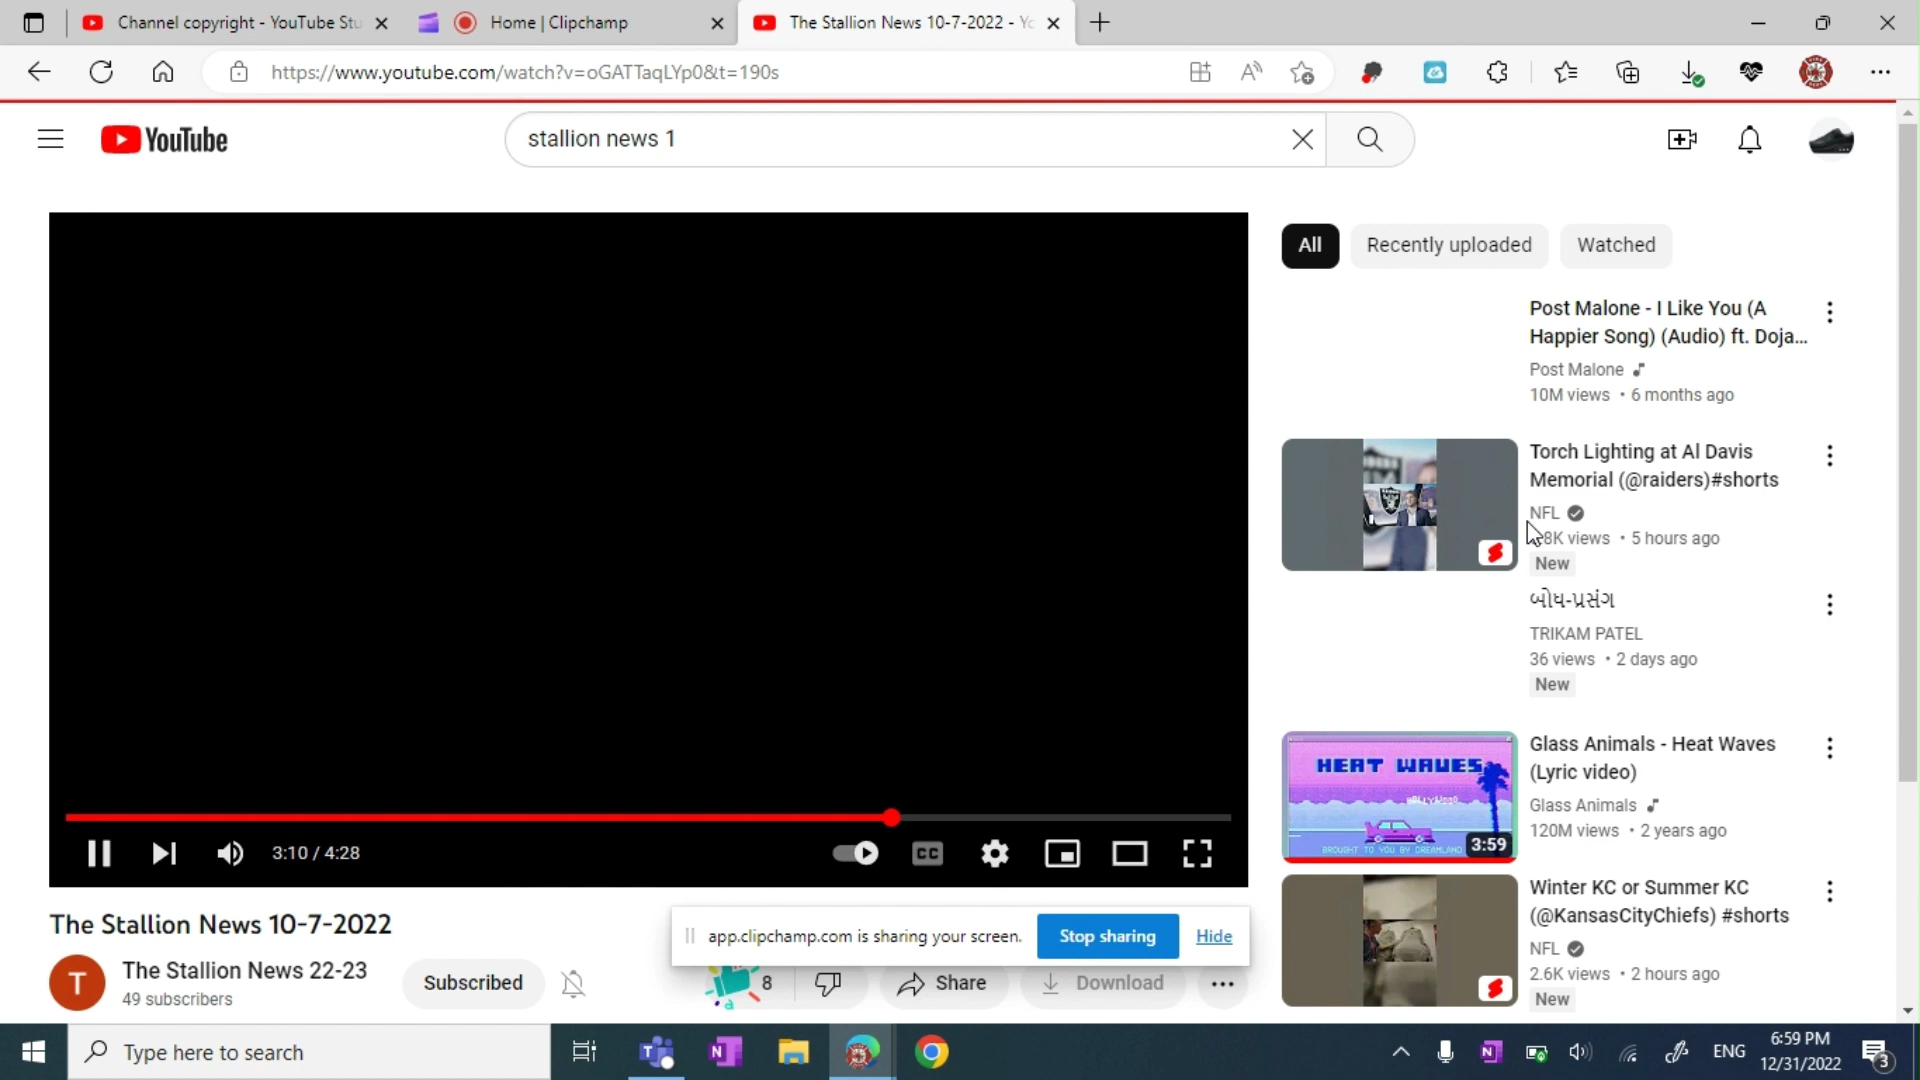 Channel copyright - YouTube Stu
Home | Clipchamp
The Stallion News 10-7-2022 - Yo
https://www.youtube.com/watch?v=oGATTaqLYp0&t=190s
YouTube
stallion news 1
All
Recently uploaded
Watched
Post Malone - I Like You (A
Happier Song) (Audio) ft. Doja...
Post Malone
10M views • 6 months ago
Torch Lighting at Al Davis
Memorial (@raiders)#shorts
NFL
8K views • 5 hours ago
New
બોધ-પ્રસંગ
TRIKAM PATEL
36 views • 2 days ago
New
HEAT WAVES
BROUGHT TO YOU BY DREAMLAND
3:59
Glass Animals - Heat Waves
(Lyric video)
Glass Animals
120M views • 2 years ago
Winter KC or Summer KC
(@KansasCityChiefs) #shorts
NFL
2.6K views • 2 hours ago
New
3:10 / 4:28
CC
The Stallion News 10-7-2022
T
The Stallion News 22-23
49 subscribers
Subscribed
app.clipchamp.com is sharing your screen.
Stop sharing
Hide
8
Share
Download
Type here to search
ENG
6:59 PM
12/31/2022
3